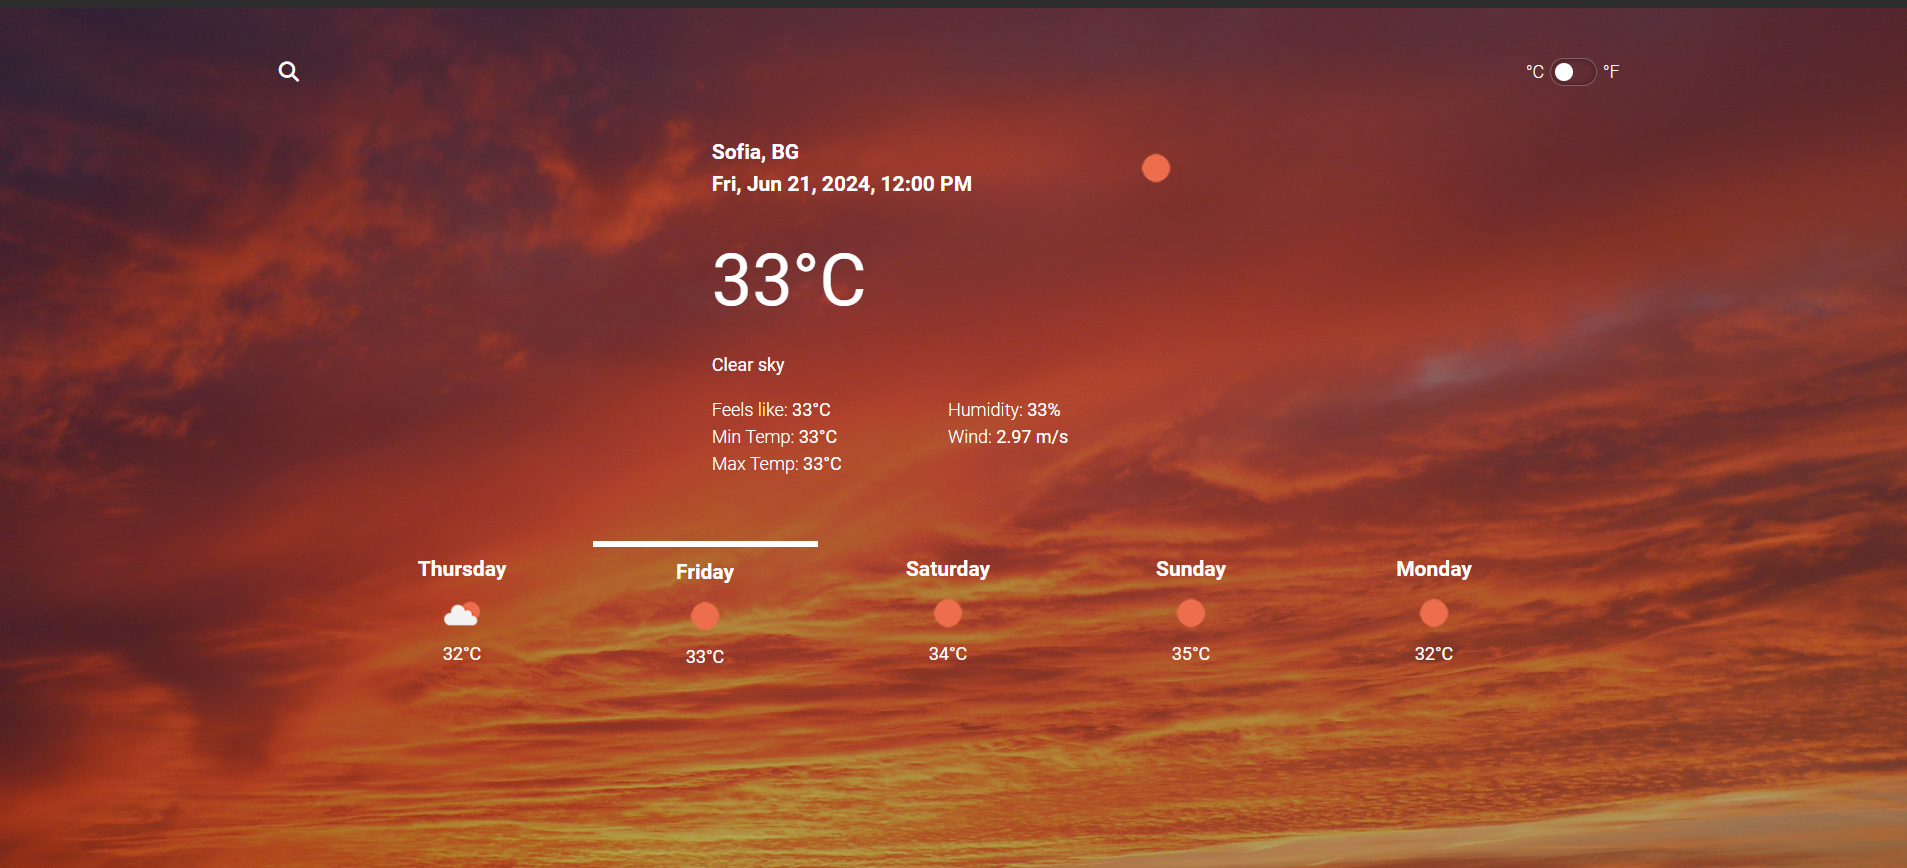 °C °F
Sofia, BG
Fri, Jun 21, 2024, 12:00 PM
33°C
Clear sky
Feels like: 33°C
Min Temp: 33°C
Max Temp: 33°C
Humidity: 33%
Wind: 2.97 m/s
Thursday
32°C
Friday
33°C
Saturday
34°C
Sunday
35°C
Monday
32°C